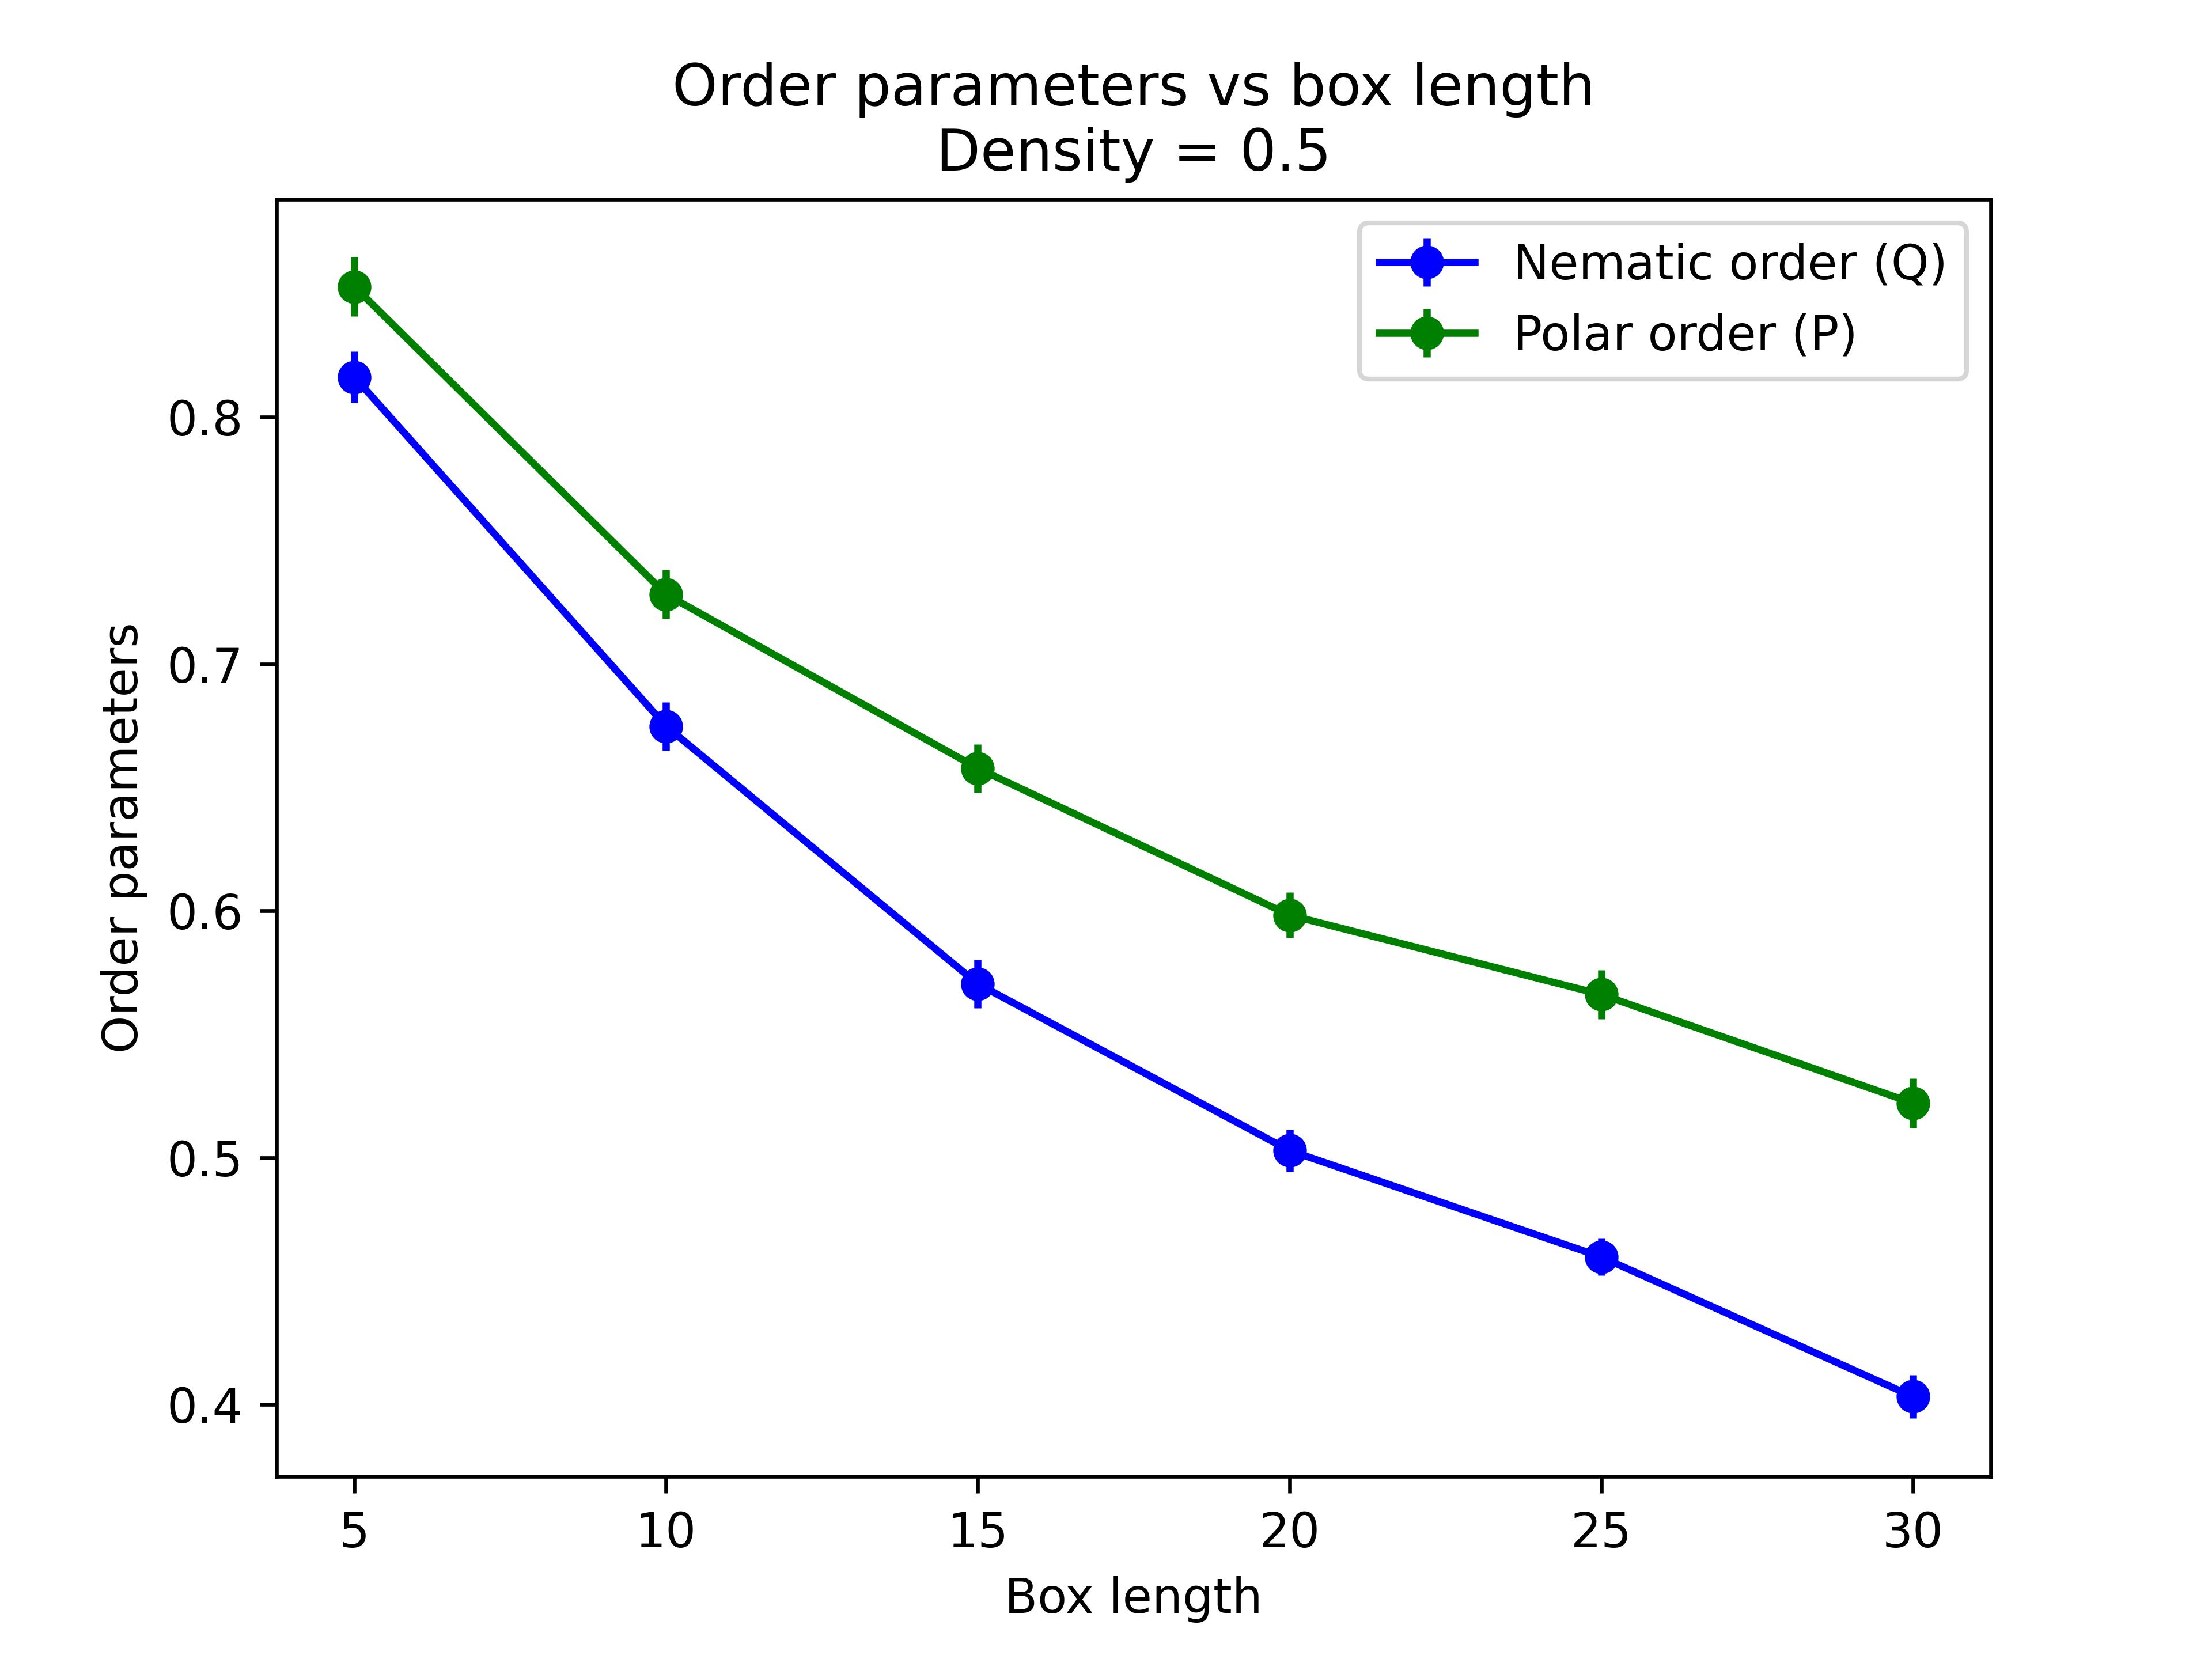 Order parameters vs box length
Density = 0.5
Nematic order (Q)
Polar order (P)
Order parameters
0.8
0.7
0.6
0.5
0.4
5 10 15 20 25 30
Box length